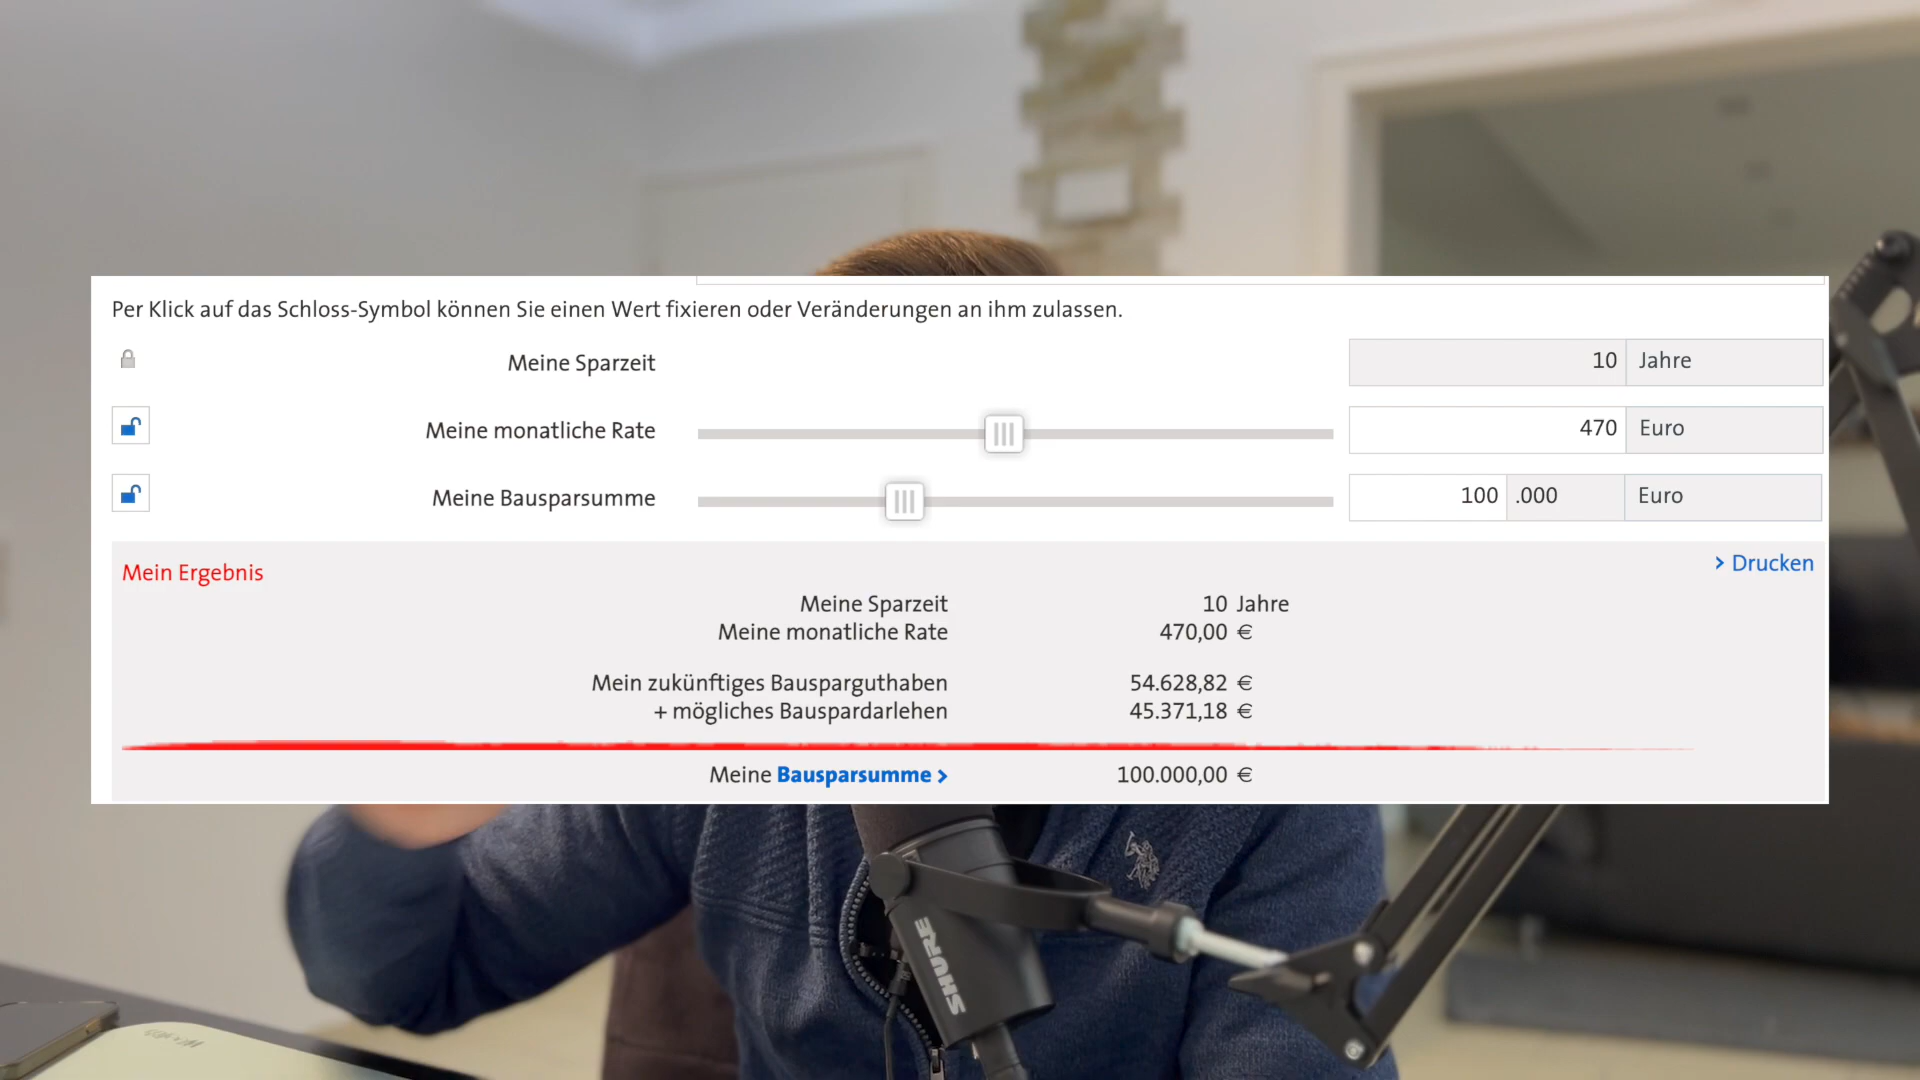 Per Klick auf das Schloss-Symbol können Sie einen Wert fixieren oder Veränderungen an ihm zulassen.
Meine Sparzeit 10 Jahre
Meine monatliche Rate 470 Euro
Meine Bausparsumme 100 .000 Euro
Mein Ergebnis > Drucken
Meine Sparzeit 10 Jahre
Meine monatliche Rate 470,00 €
Mein zukünftiges Bausparguthaben 54.628,82 €
+ mögliches Bauspardarlehen 45.371,18 €
Meine Bausparsumme > 100.000,00 €
SHURE